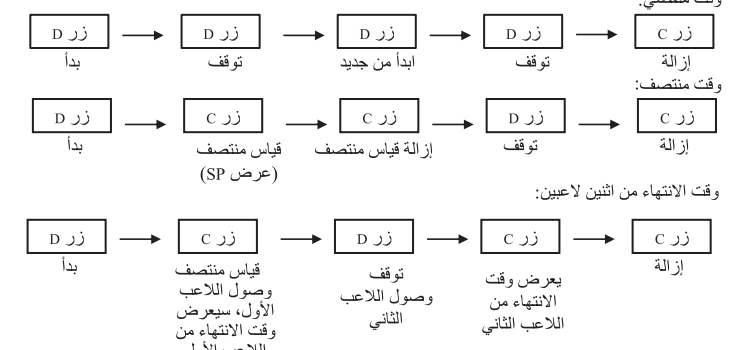 وقت
زر D زر D زر D زر D زر C
بدأ توقف ابدأ من جديد توقف إزالة
وقت منتصف:
زر D زر C زر C زر D زر C
بدأ قياس منتصف إزالة قياس منتصف توقف إزالة
(عرض SP)
وقت الانتهاء من اثنين لاعبين:
زر D زر C زر D زر C زر C
بدأ
قياس منتصف
وصول اللاعب
الأول، سيعرض
وقت الانتهاء من
اللاعب الأول
توقف
وصول اللاعب
الثاني
يعرض وقت
الانتهاء من
اللاعب الثاني
إزالة